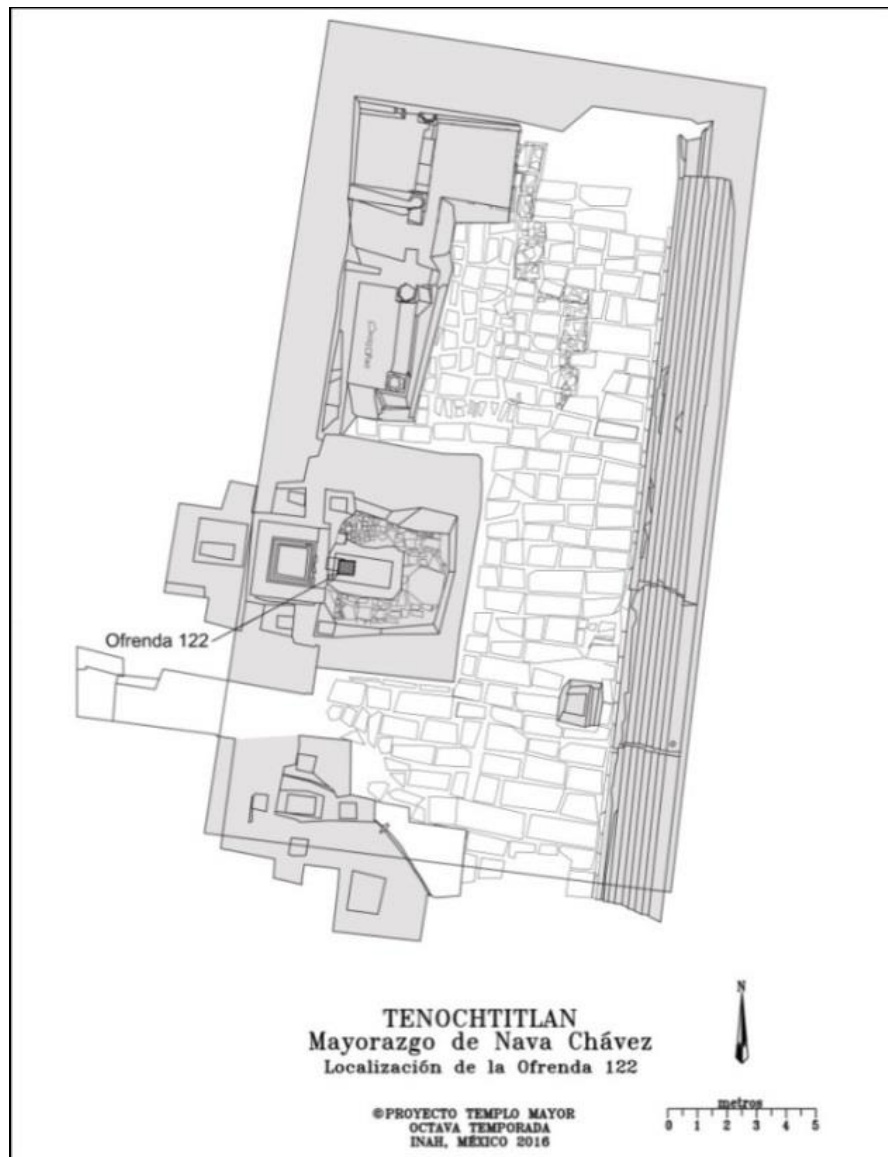 Ofrenda 122
TENOCHTITLAN
Mayorazgo de Nava Chávez
Localización de la Ofrenda 122
N
©PROYECTO TEMPLO MAYOR
OCTAVA TEMPORADA
INAH, MÉXICO 2016
metros
0 1 2 3 4 5